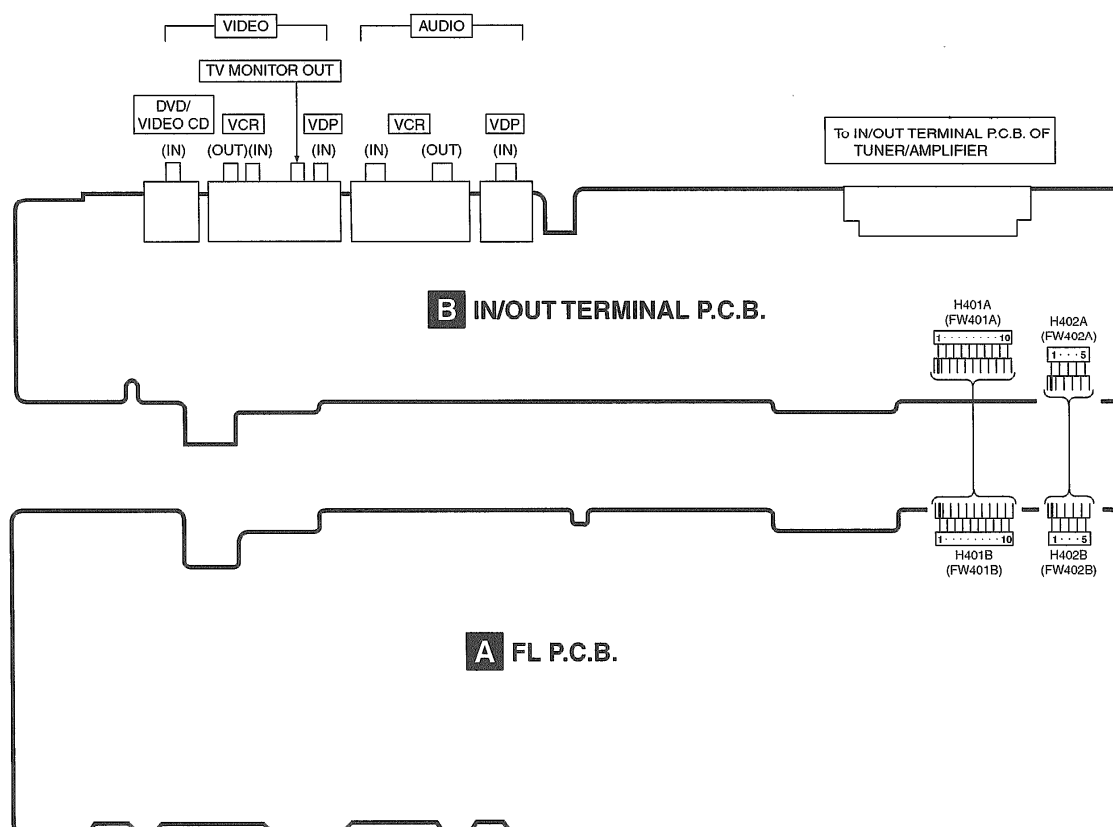 VIDEO
AUDIO
TV MONITOR OUT
DVD/
VIDEO CD
VCR
VDP
VCR
VDP
(IN)
(OUT)(IN)
(IN)
(IN)
(OUT)
(IN)
To IN/OUT TERMINAL P.C.B. OF
TUNER/AMPLIFIER
B IN/OUT TERMINAL P.C.B.
H401A
(FW401A)
1 · · · · · · · · 10
H402A
(FW402A)
1 · · · 5
1 · · · · · · · · 10
H401B
(FW401B)
1 · · · 5
H402B
(FW402B)
A FL P.C.B.